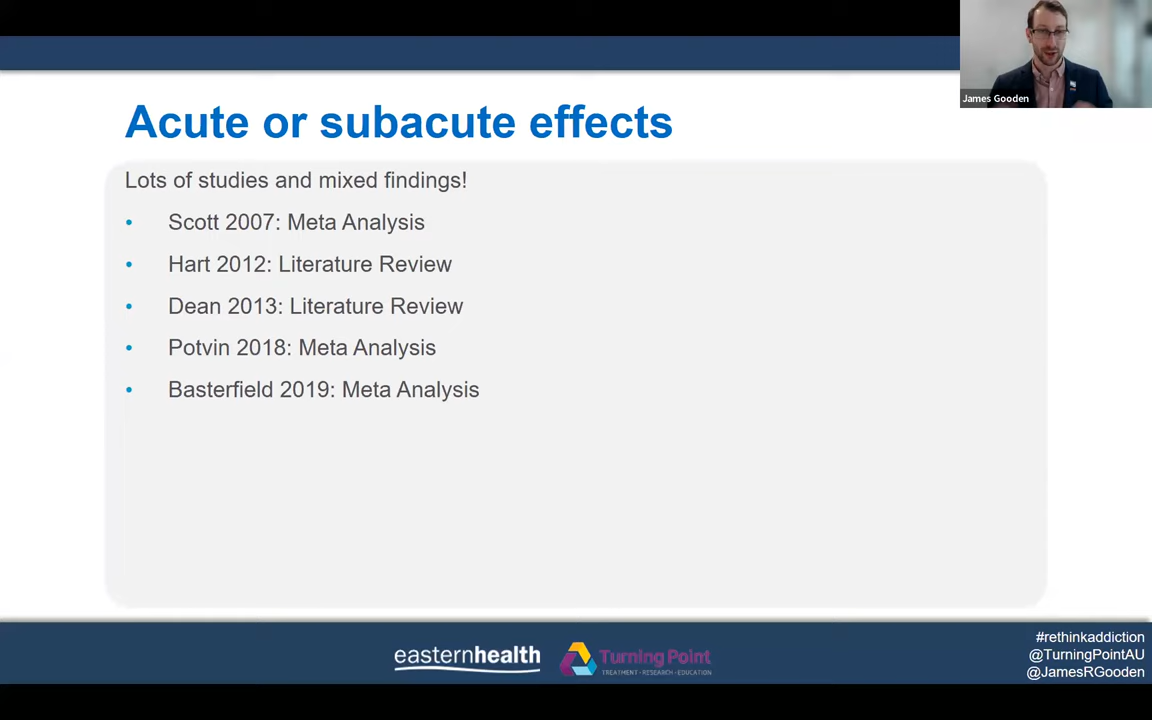 James Gooden
Acute or subacute effects
Lots of studies and mixed findings!
• Scott 2007: Meta Analysis
• Hart 2012: Literature Review
• Dean 2013: Literature Review
• Potvin 2018: Meta Analysis
• Basterfield 2019: Meta Analysis
easternhealth
Turning Point
TREATMENT • RESEARCH • EDUCATION
#rethinkaddiction
@TurningPointAU
@JamesRGooden